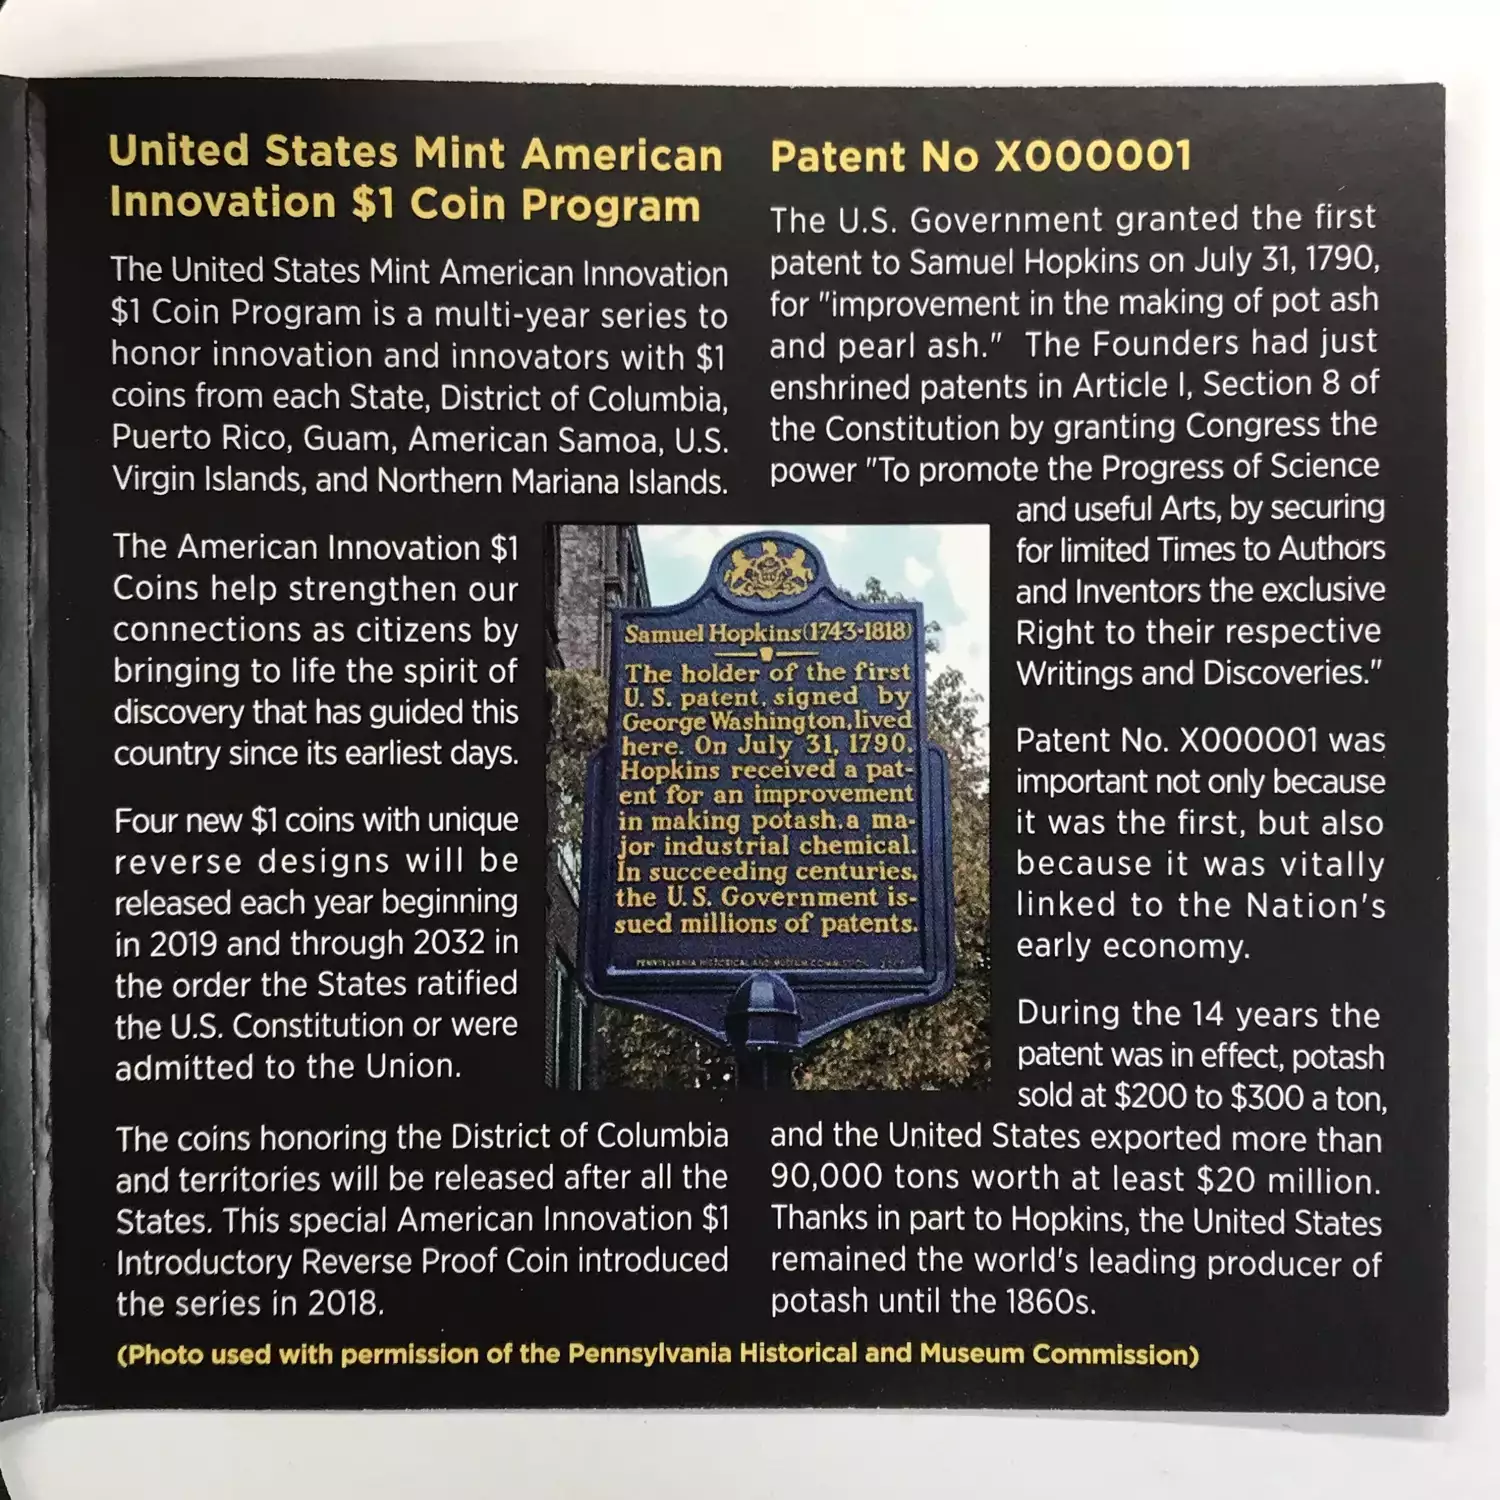 United States Mint American
Innovation $1 Coin Program
The United States Mint American Innovation
$1 Coin Program is a multi-year series to
honor innovation and innovators with $1
coins from each State, District of Columbia,
Puerto Rico, Guam, American Samoa, U.S.
Virgin Islands, and Northern Mariana Islands.
The American Innovation $1
Coins help strengthen our
connections as citizens by
bringing to life the spirit of
discovery that has guided this
country since its earliest days.
Four new $1 coins with unique
reverse designs will be
released each year beginning
in 2019 and through 2032 in
the order the States ratified
the U.S. Constitution or were
admitted to the Union.
The coins honoring the District of Columbia
and territories will be released after all the
States. This special American Innovation $1
Introductory Reverse Proof Coin introduced
the series in 2018.
Samuel Hopkins (1743-1818)
The holder of the first
U. S. patent, signed by
George Washington, lived
here. On July 31, 1790,
Hopkins received a pat-
ent for an improvement
in making potash, a ma-
jor industrial chemical.
In succeeding centuries,
the U. S. Government is-
sued millions of patents.
PENNSYLVANIA HISTORICAL AND MUSEUM COMMISSION
Patent No X000001
The U.S. Government granted the first
patent to Samuel Hopkins on July 31, 1790,
for "improvement in the making of pot ash
and pearl ash." The Founders had just
enshrined patents in Article I, Section 8 of
the Constitution by granting Congress the
power "To promote the Progress of Science
and useful Arts, by securing
for limited Times to Authors
and Inventors the exclusive
Right to their respective
Writings and Discoveries."
Patent No. X000001 was
important not only because
it was the first, but also
because it was vitally
linked to the Nation's
early economy.
During the 14 years the
patent was in effect, potash
sold at $200 to $300 a ton,
and the United States exported more than
90,000 tons worth at least $20 million.
Thanks in part to Hopkins, the United States
remained the world's leading producer of
potash until the 1860s.
(Photo used with permission of the Pennsylvania Historical and Museum Commission)